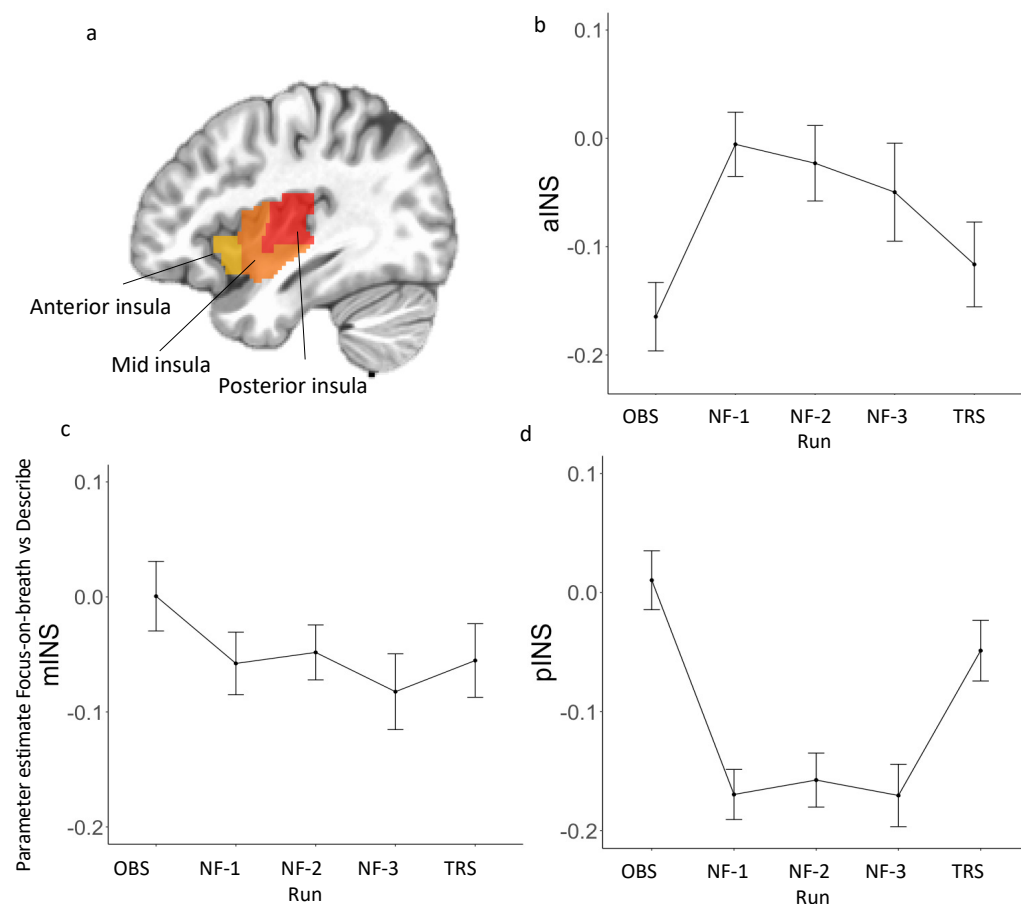 a
Anterior insula
Mid insula
Posterior insula
b
aINS
0.1
0.0
-0.1
-0.2
OBS NF-1 NF-2 NF-3 TRS
Run
c
Parameter estimate Focus-on-breath vs Describe
mINS
0.1
0.0
-0.1
-0.2
OBS NF-1 NF-2 NF-3 TRS
Run
d
pINS
0.1
0.0
-0.1
-0.2
OBS NF-1 NF-2 NF-3 TRS
Run